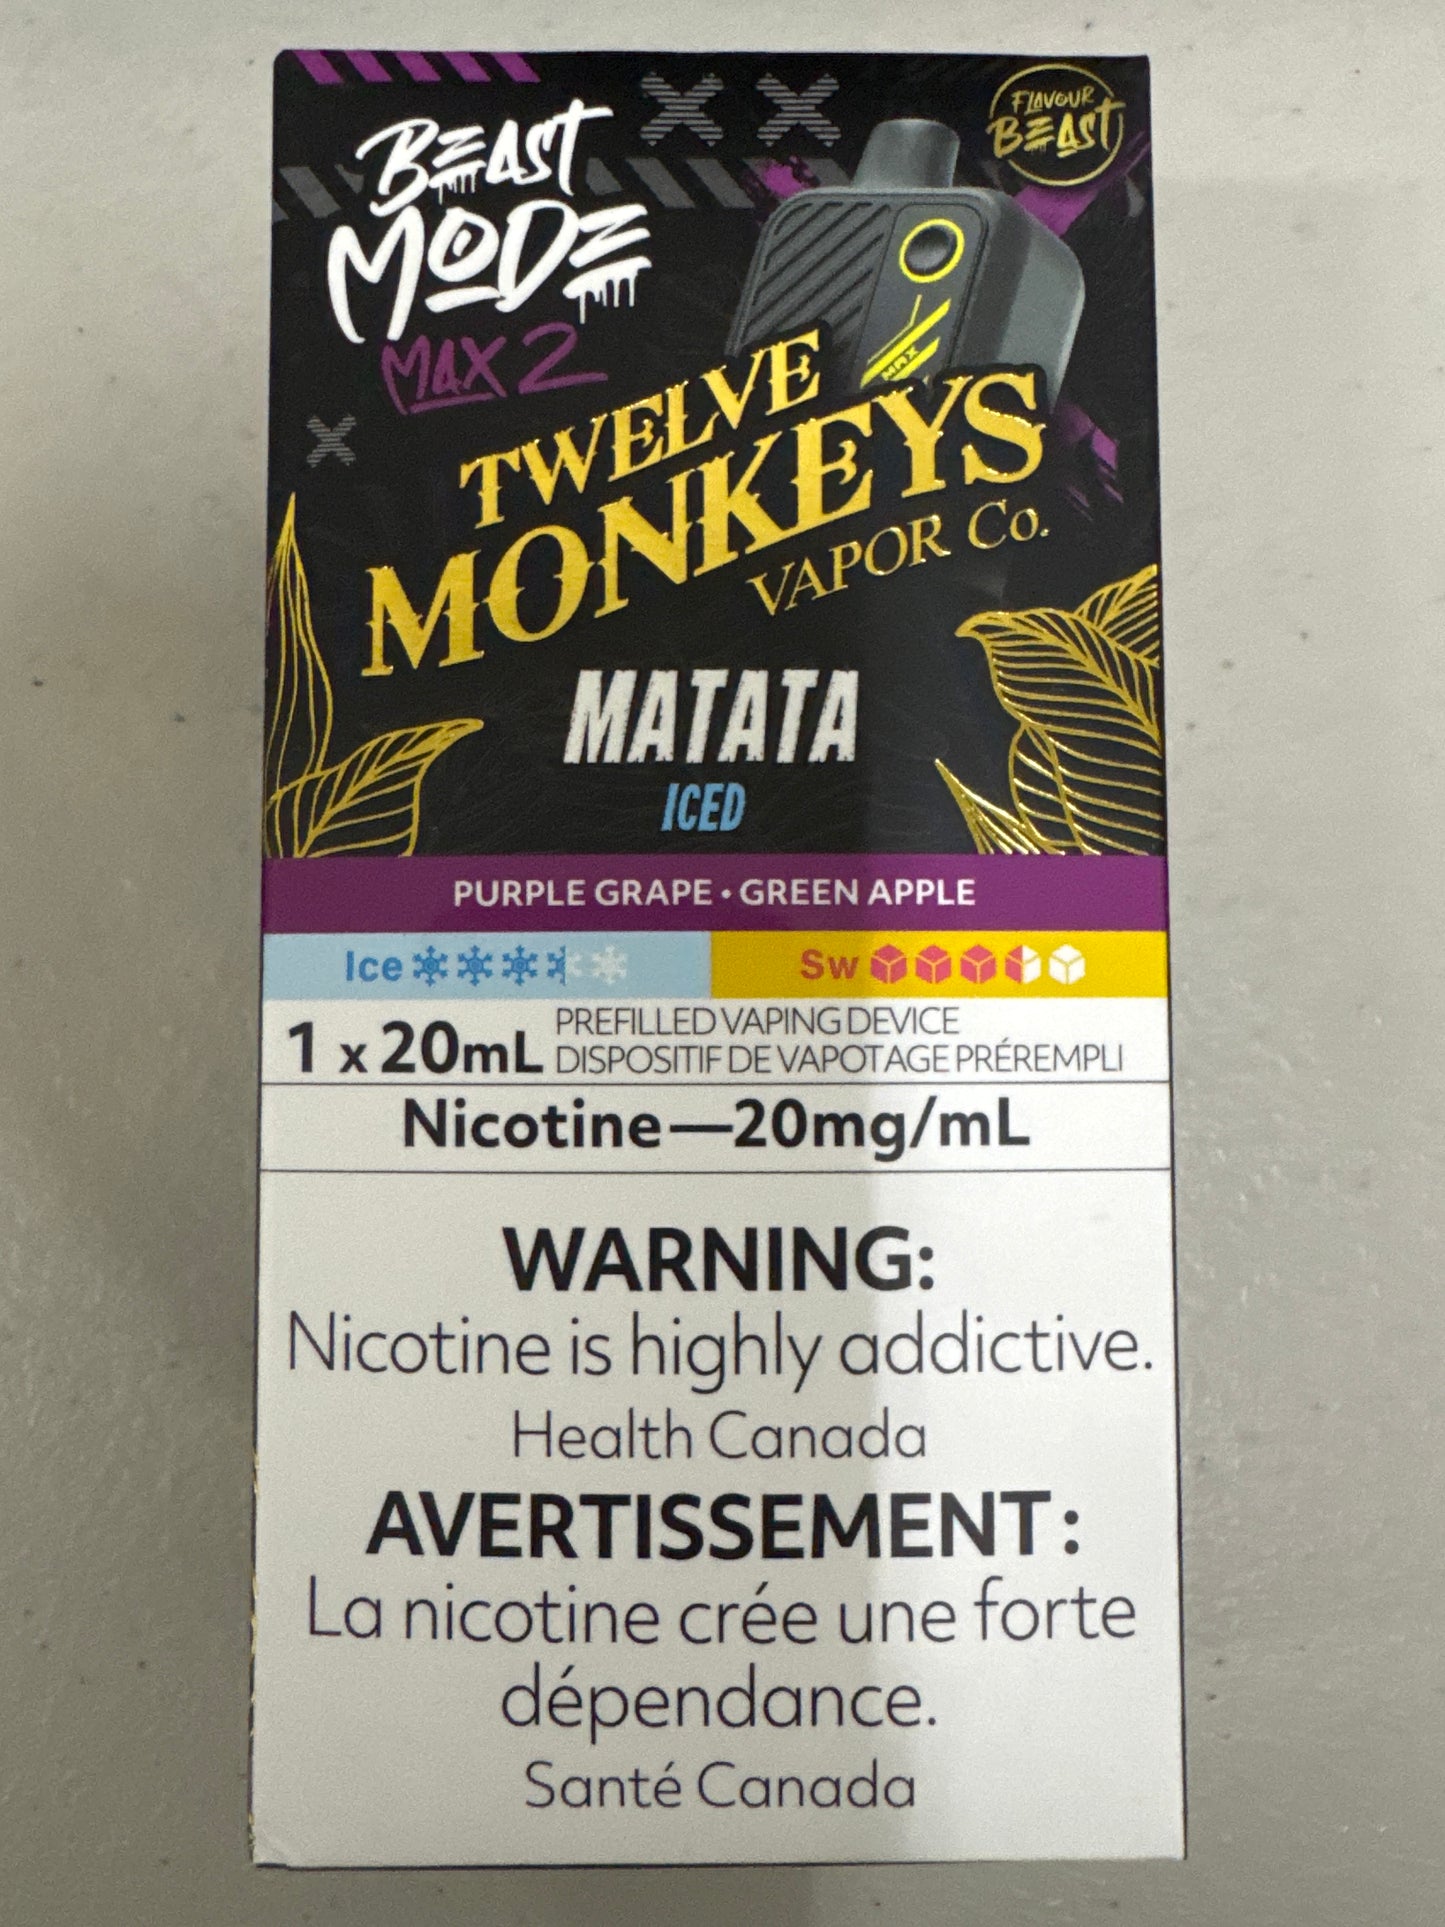 BEAST
MODE
MAX 2
FLAVOUR
BEAST
MAX
TWELVE
MONKEYS
VAPOR Co.
MATATA
ICED
PURPLE GRAPE • GREEN APPLE
Ice
Sw
1 x 20mL PREFILLED VAPING DEVICE
DISPOSITIF DE VAPOTAGE PRÉREMPLI
Nicotine—20mg/mL
WARNING:
Nicotine is highly addictive.
Health Canada
AVERTISSEMENT :
La nicotine crée une forte
dépendance.
Santé Canada